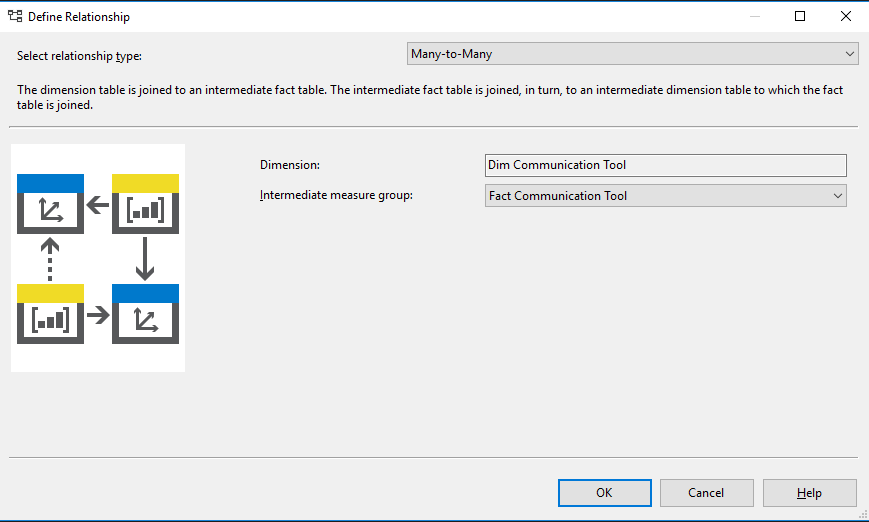 Define Relationship
Select relationship type:
Many-to-Many
The dimension table is joined to an intermediate fact table. The intermediate fact table is joined, in turn, to an intermediate dimension table to which the fact
table is joined.
Dimension:
Dim Communication Tool
Intermediate measure group:
Fact Communication Tool
OK
Cancel
Help